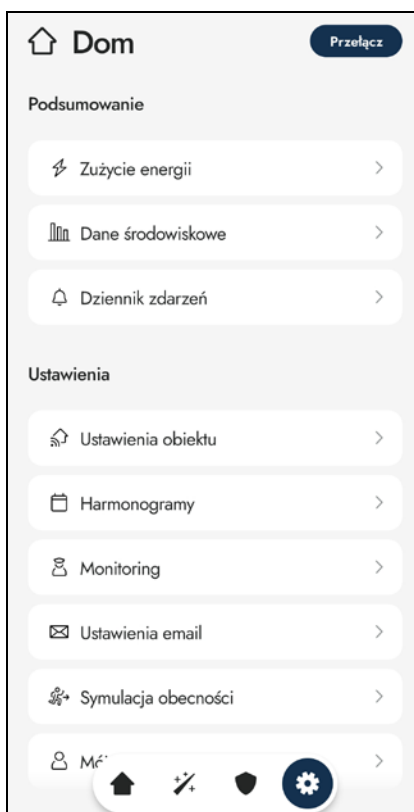 Dom
Przełącz
Podsumowanie
Zużycie energii
Dane środowiskowe
Dziennik zdarzeń
Ustawienia
Ustawienia obiektu
Harmonogramy
Monitoring
Ustawienia email
Symulacja obecności